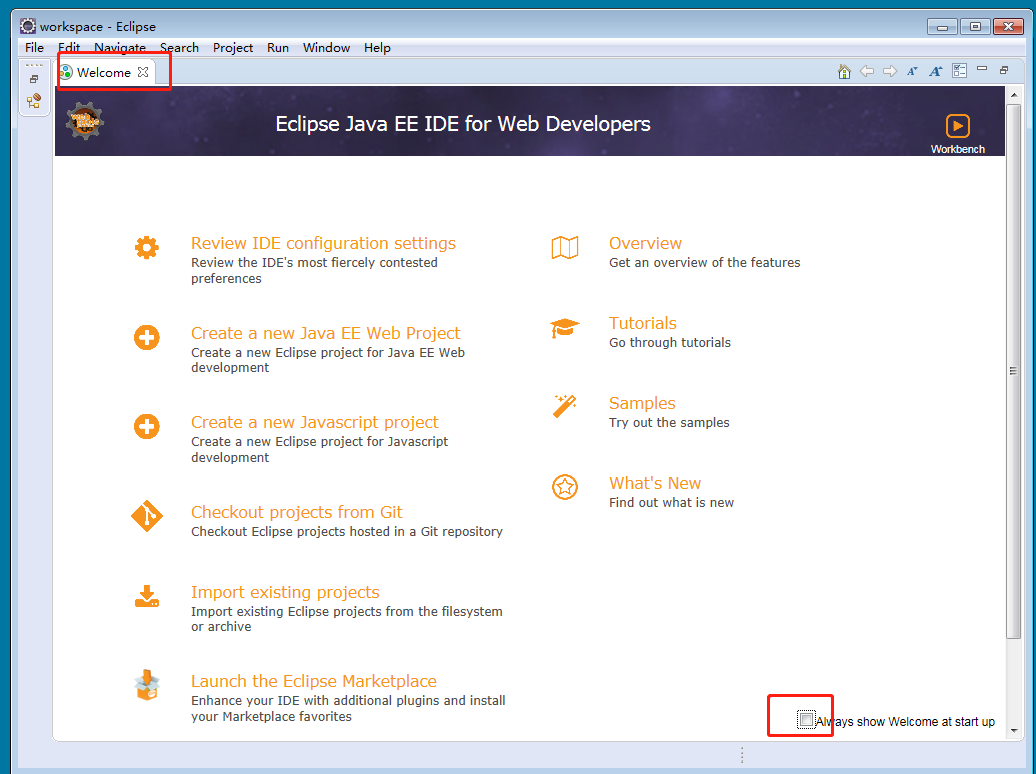 workspace - Eclipse
File Edit Navigate Search Project Run Window Help
Welcome
Eclipse Java EE IDE for Web Developers
Workbench
Review IDE configuration settings
Review the IDE's most fiercely contested
preferences
Create a new Java EE Web Project
Create a new Eclipse project for Java EE Web
development
Create a new Javascript project
Create a new Eclipse project for Javascript
development
Checkout projects from Git
Checkout Eclipse projects hosted in a Git repository
Import existing projects
Import existing Eclipse projects from the filesystem
or archive
Launch the Eclipse Marketplace
Enhance your IDE with additional plugins and install
your Marketplace favorites
Overview
Get an overview of the features
Tutorials
Go through tutorials
Samples
Try out the samples
What's New
Find out what is new
Always show Welcome at start up